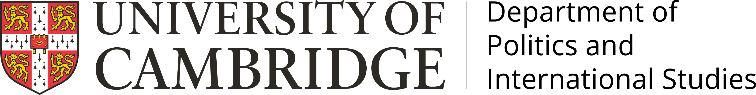 UNIVERSITY OF
CAMBRIDGE
Department of
Politics and
International Studies